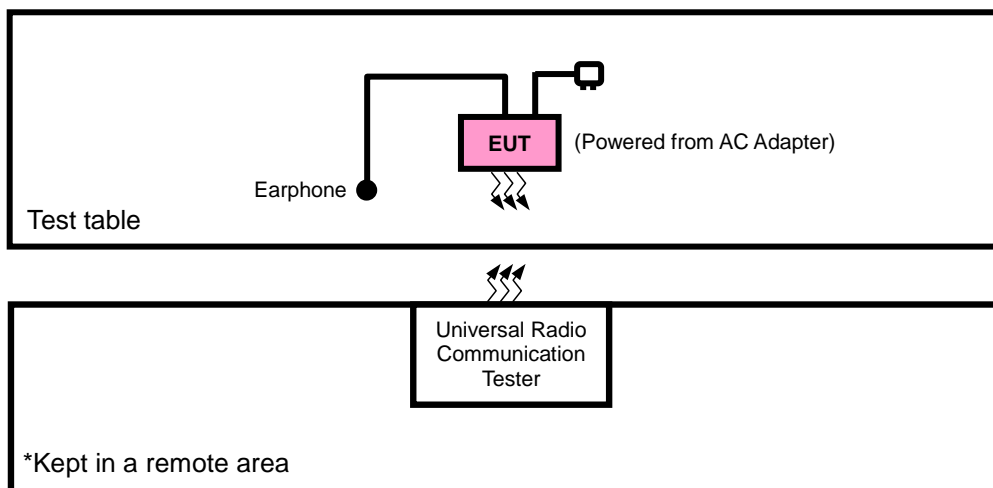 EUT
(Powered from AC Adapter)
Earphone
Test table
Universal Radio
Communication
Tester
*Kept in a remote area